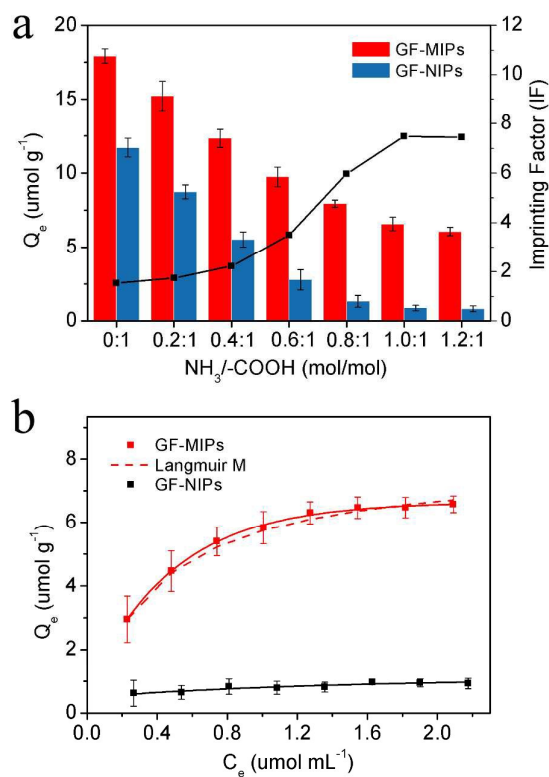 a
20
15
10
5
0
Qe (umol g⁻¹)
GF-MIPs
GF-NIPs
12
10
8
6
4
2
0
Imprinting Factor (IF)
0:1 0.2:1 0.4:1 0.6:1 0.8:1 1.0:1 1.2:1
NH₃/-COOH (mol/mol)
b
GF-MIPs
Langmuir M
GF-NIPs
8
6
4
2
0
Qe (umol g⁻¹)
0.0 0.4 0.8 1.2 1.6 2.0
Ce (umol mL⁻¹)